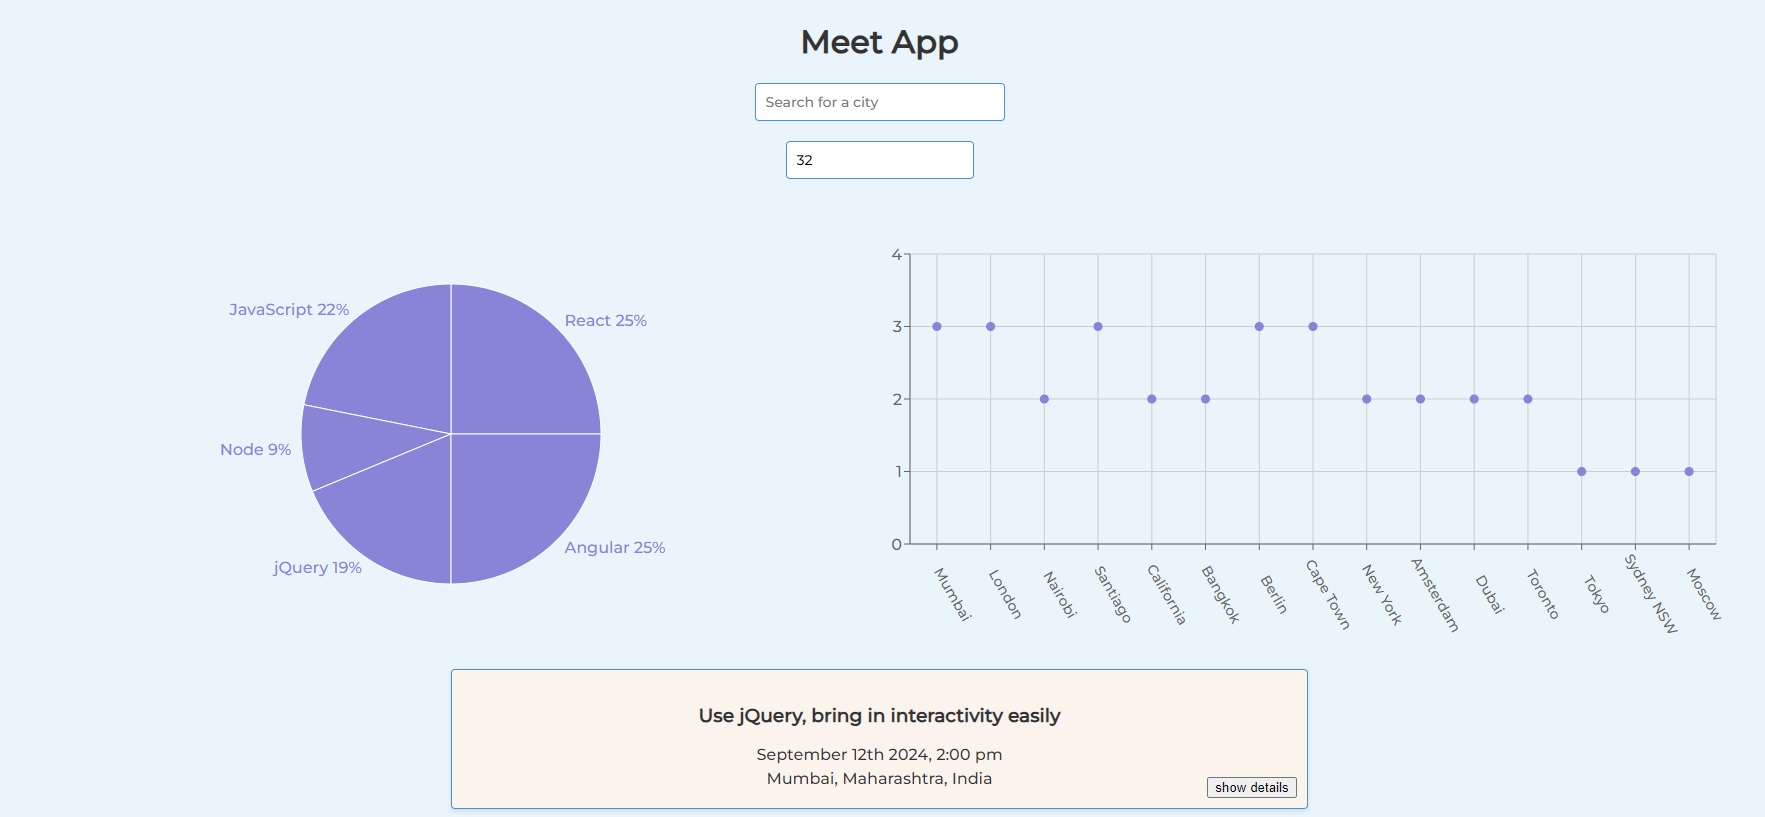 Meet App
Search for a city
32
JavaScript 22%
React 25%
Node 9%
jQuery 19%
Angular 25%
4
3
2
1
0
Mumbai
London
Nairobi
Santiago
California
Bangkok
Berlin
Cape Town
New York
Amsterdam
Dubai
Toronto
Tokyo
Sydney NSW
Moscow
Use jQuery, bring in interactivity easily
September 12th 2024, 2:00 pm
Mumbai, Maharashtra, India
show details